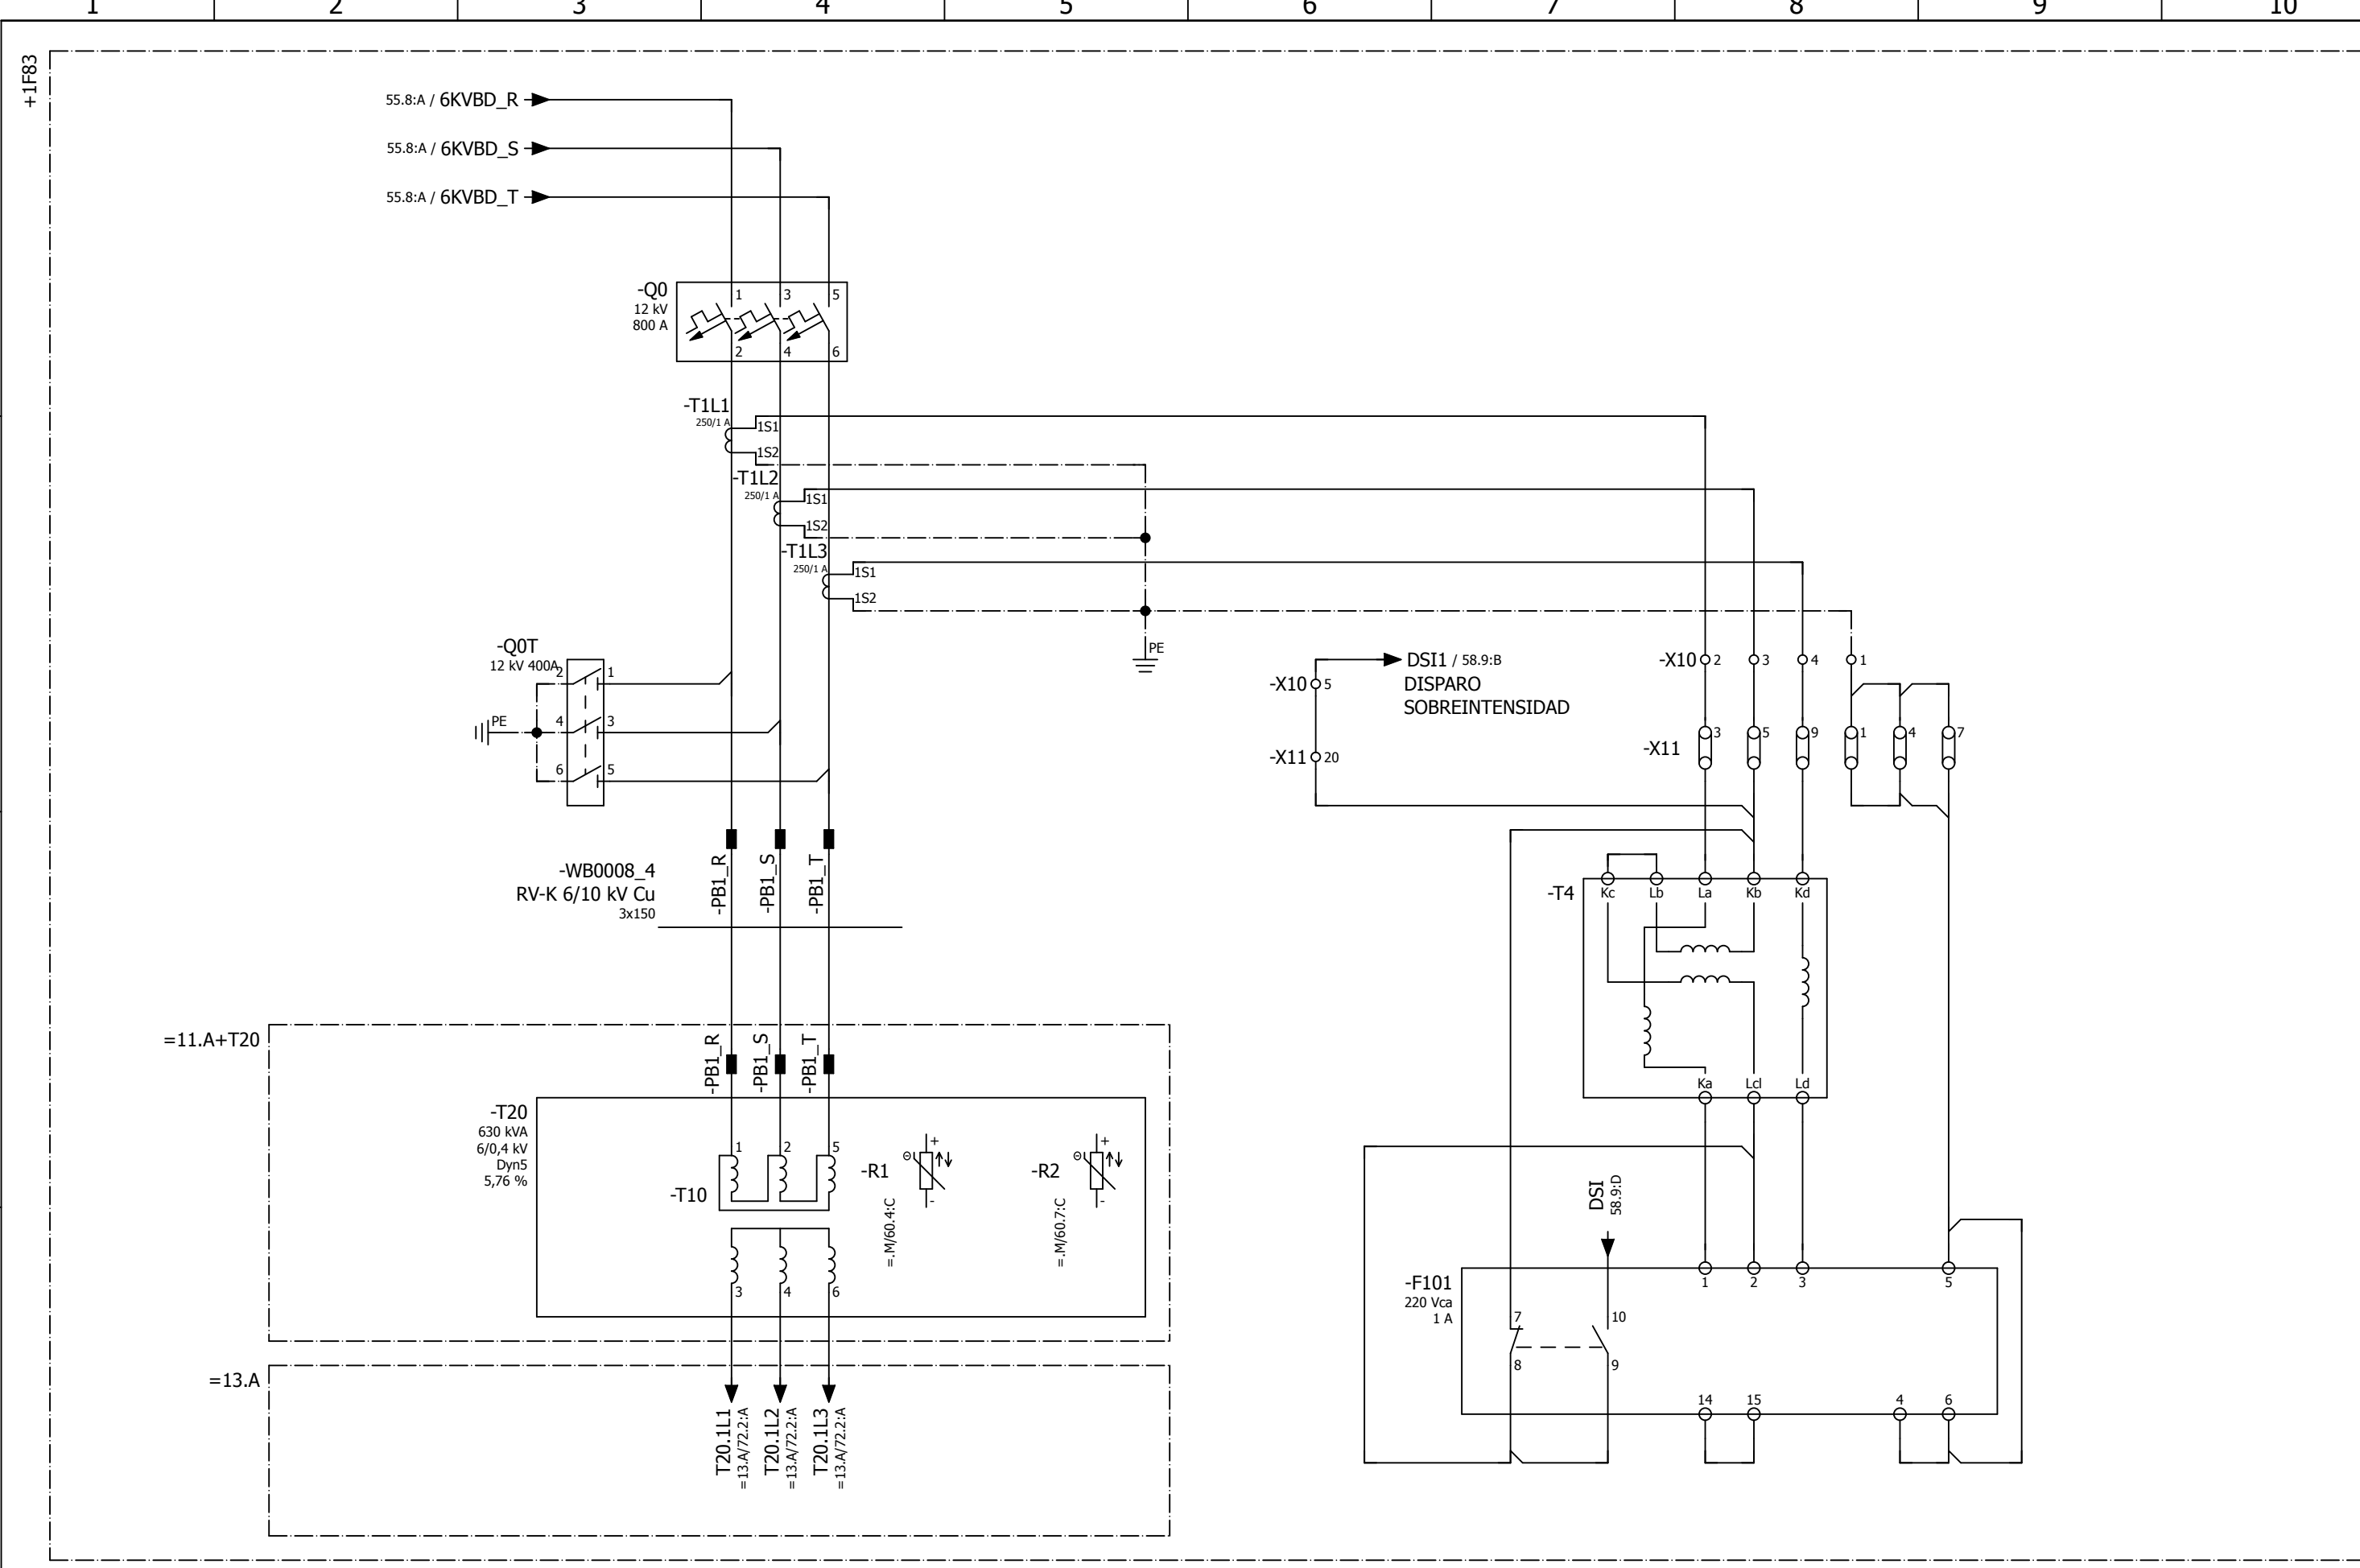 1 2 3 4 5 6 7 8 9 10
+1F83
55.8:A / 6KVBD_R
55.8:A / 6KVBD_S
55.8:A / 6KVBD_T
-Q0
12 kV
800 A
1 3 5
2 4 6
-T1L1
250/1 A
1S1
1S2
-T1L2
250/1 A
1S1
1S2
-T1L3
250/1 A
1S1
1S2
PE
-Q0T
12 kV 400A
2 1
4 3
6 5
PE
DSI1 / 58.9:B
DISPARO
SOBREINTENSIDAD
-X10 5
-X11 20
-X10 2 3 4 1
-X11 3 5 9 1 4 7
-WB0008_4
RV-K 6/10 kV Cu
3x150
-PB1_R
-PB1_S
-PB1_T
-T4
Kc Lb La Kb Kd
Ka Lcl Ld
=11.A+T20
-PB1_R
-PB1_S
-PB1_T
-T20
630 kVA
6/0,4 kV
Dyn5
5,76 %
1 2 5
-T10
3 4 6
-R1
+
Θ
-
=.M/60.4:C
-R2
+
Θ
-
=.M/60.7:C
DSI
58.9:D
-F101
220 Vca
1 A
1 2 3 5
7 10
8 9
14 15 4 6
=13.A
T20.1L1
=13.A/72.2:A
T20.1L2
=13.A/72.2:A
T20.1L3
=13.A/72.2:A